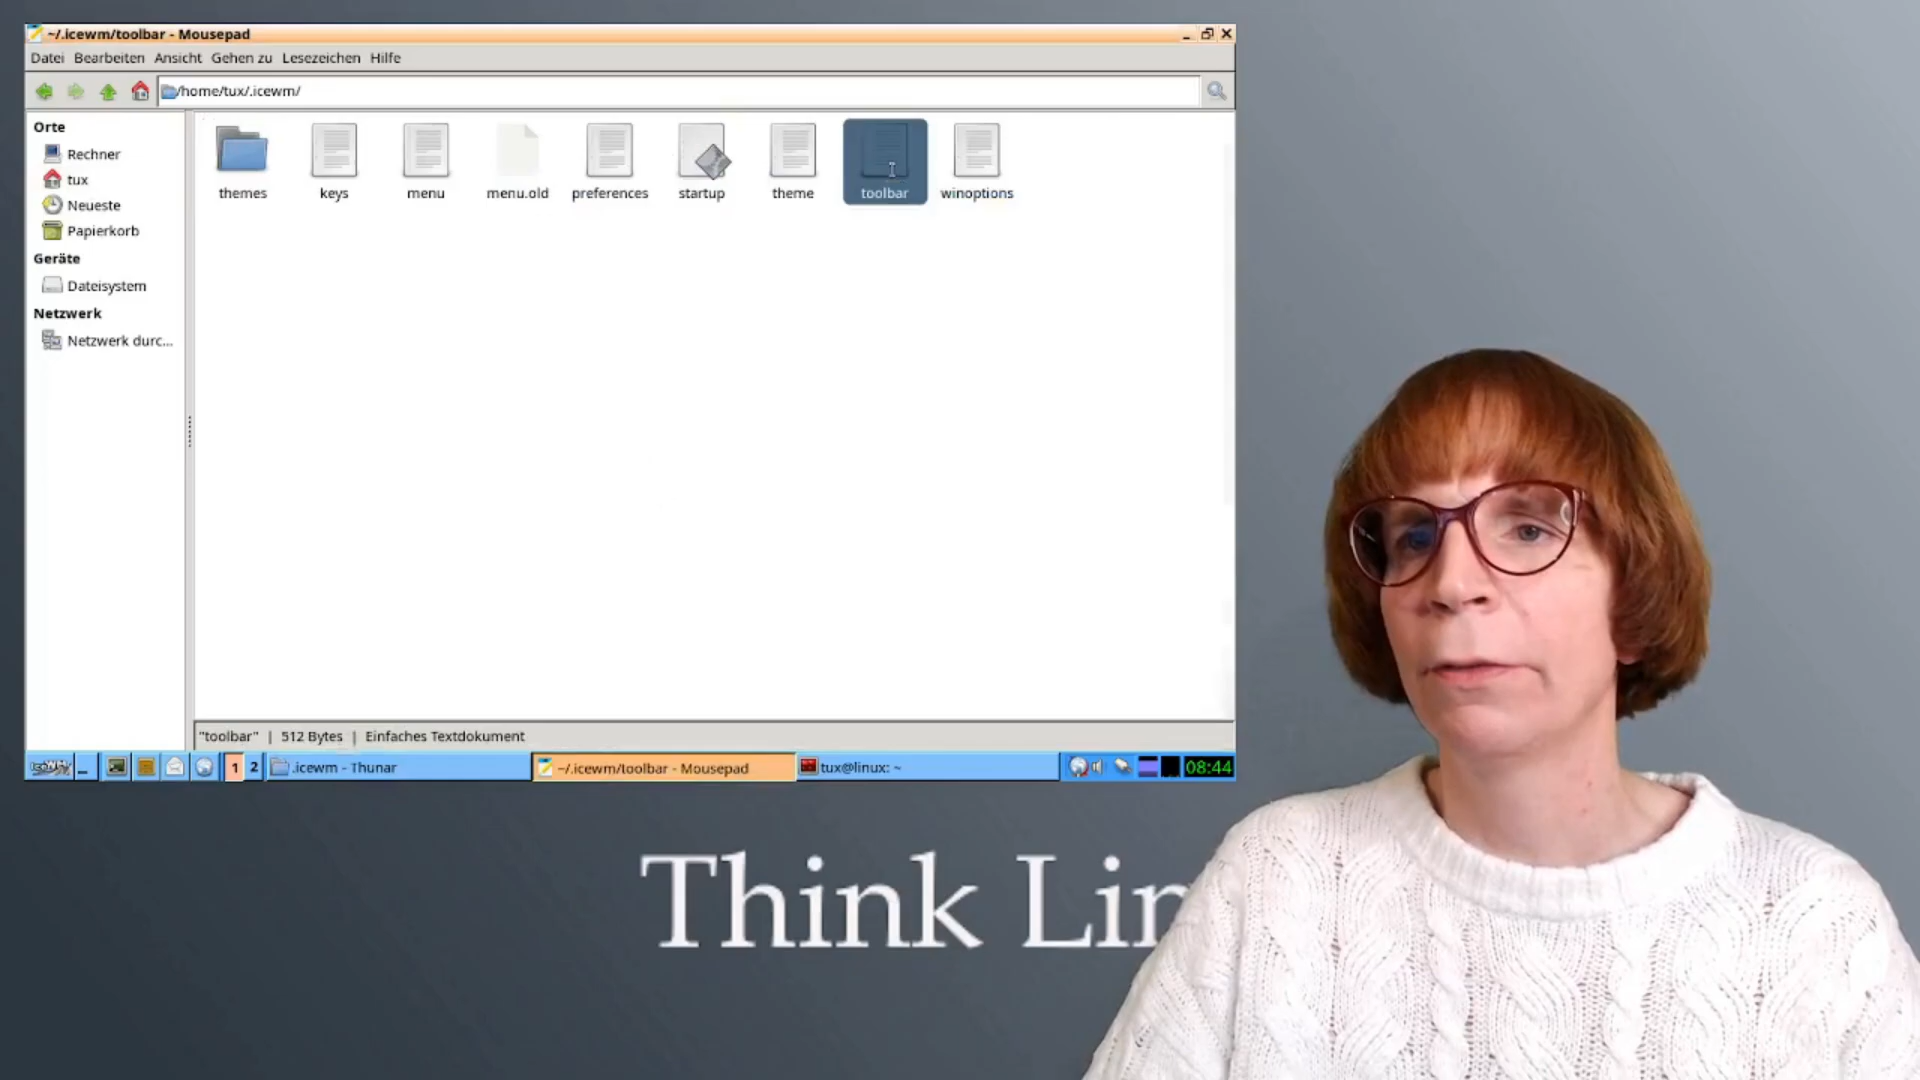 ~/.icewm/toolbar - Mousepad
Datei Bearbeiten Ansicht Gehen zu Lesezeichen Hilfe
/home/tux/.icewm/
Orte
Rechner
tux
Neueste
Papierkorb
Geräte
Dateisystem
Netzwerk
Netzwerk durc...
themes keys menu menu.old preferences startup theme toolbar winoptions
"toolbar" | 512 Bytes | Einfaches Textdokument
IceWM 1 2 .icewm - Thunar ~/.icewm/toolbar - Mousepad tux@linux: ~ 08:44
Think Lin